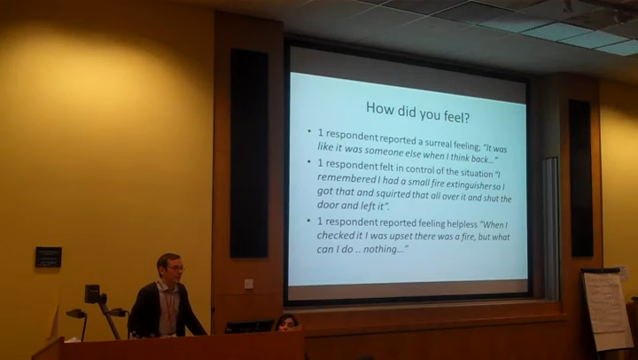 How did you feel?
• 1 respondent reported a surreal feeling; "It was
like it was someone else when I think back..."
• 1 respondent felt in control of the situation "I
remembered I had a small fire extinguisher so I
got that and squirted that all over it and shut the
door and left it".
• 1 respondent reported feeling helpless "When I
checked it I was upset there was a fire, but what
can I do .. nothing..."